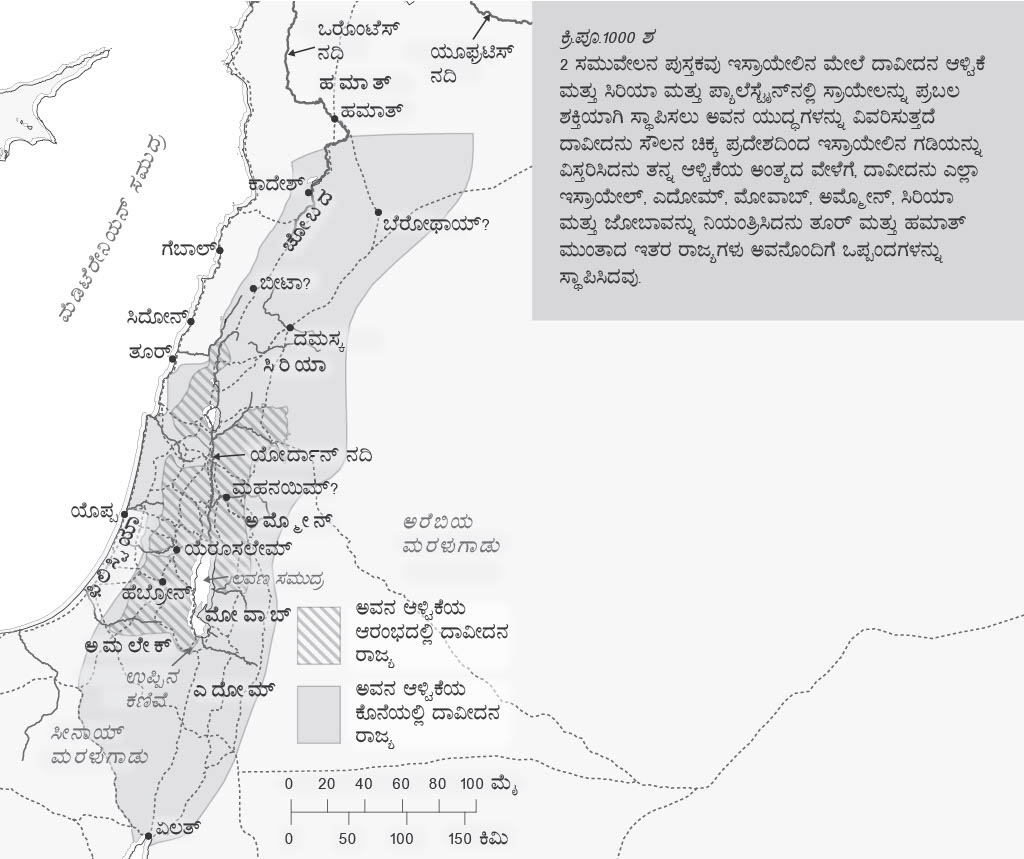 ಕ್ರಿ.ಪೂ.1000 ಶ
2 ಸಮುವೇಲನ ಪುಸ್ತಕವು ಇಸ್ರಾಯೇಲಿನ ಮೇಲೆ ದಾವೀದನ ಆಳ್ವಿಕೆ
ಮತ್ತು ಸಿರಿಯಾ ಮತ್ತು ಪ್ಯಾಲೆಸ್ಟೈನ್‌ನಲ್ಲಿ ಸ್ರಾಯೇಲನ್ನು ಪ್ರಬಲ
ಶಕ್ತಿಯಾಗಿ ಸ್ಥಾಪಿಸಲು ಅವನ ಯುದ್ಧಗಳನ್ನು ವಿವರಿಸುತ್ತದೆ
ದಾವೀದನು ಸೌಲನ ಚಿಕ್ಕ ಪ್ರದೇಶದಿಂದ ಇಸ್ರಾಯೇಲಿನ ಗಡಿಯನ್ನು
ವಿಸ್ತರಿಸಿದನು ತನ್ನ ಆಳ್ವಿಕೆಯ ಅಂತ್ಯದ ವೇಳೆಗೆ, ದಾವೀದನು ಎಲ್ಲಾ
ಇಸ್ರಾಯೇಲ್, ಎದೋಮ್, ಮೋವಾಬ್, ಅಮ್ಮೋನ್, ಸಿರಿಯಾ
ಮತ್ತು ಜೋಬಾವನ್ನು ನಿಯಂತ್ರಿಸಿದನು ತೂರ್ ಮತ್ತು ಹಮಾತ್
ಮುಂತಾದ ಇತರ ರಾಜ್ಯಗಳು ಅವನೊಂದಿಗೆ ಒಪ್ಪಂದಗಳನ್ನು
ಸ್ಥಾಪಿಸಿದವು.
ಒರೊಂಟೆಸ್
ನದಿ
ಯೂಫ್ರಟಿಸ್
ನದಿ
ಹಮಾತ್
ಹಮಾತ್
ಮೆಡಿಟೆರೇನಿಯನ್ ಸಮುದ್ರ
ಕಾದೇಶ್
ಬೆರೋಥಾಯ್?
ಗೆಬಾಲ್
ಬೀಟಾ?
ಸಿದೋನ್
ದಮಸ್ಕ
ತೂರ್
ಸಿರಿಯಾ
ಯೋರ್ದಾನ್ ನದಿ
ಮಹನಯಿಮ್?
ಯೊಪ್ಪ
ಅಮ್ಮೋನ್
ಅರೆಬಿಯ
ಮರಳುಗಾಡು
ಯೆರೂಸಲೇಮ್
ಲವಣ ಸಮುದ್ರ
ಹೆಬ್ರೋನ್
ಮೋವಾಬ್
ಅಮಲೇಕ್
ಉಪ್ಪಿನ
ಕಣಿವೆ
ಎದೋಮ್
ಸೀನಾಯ್
ಮರಳುಗಾಡು
ಏಲತ್
ಅವನ ಆಳ್ವಿಕೆಯ
ಆರಂಭದಲ್ಲಿ ದಾವೀದನ
ರಾಜ್ಯ
ಅವನ ಆಳ್ವಿಕೆಯ
ಕೊನೆಯಲ್ಲಿ ದಾವೀದನ
ರಾಜ್ಯ
0 20 40 60 80 100 ಮೈ
0 50 100 150 ಕಿಮಿ